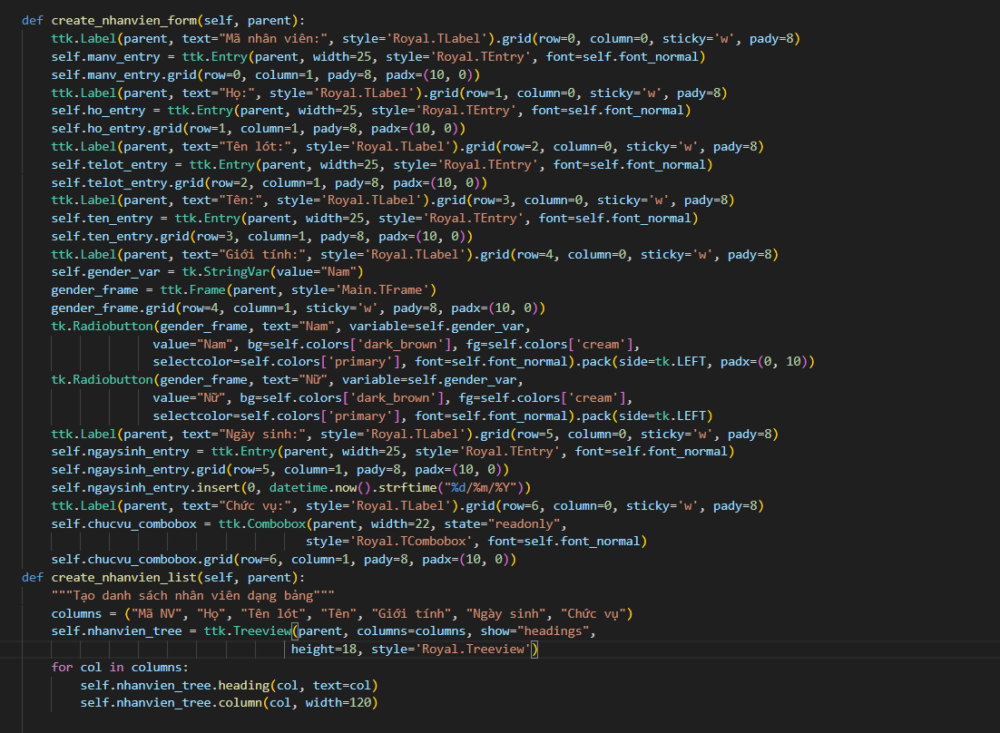 def create_nhanvien_form(self, parent):
    ttk.Label(parent, text="Mã nhân viên:", style='Royal.TLabel').grid(row=0, column=0, sticky='w', pady=8)
    self.manv_entry = ttk.Entry(parent, width=25, style='Royal.TEntry', font=self.font_normal)
    self.manv_entry.grid(row=0, column=1, pady=8, padx=(10, 0))
    ttk.Label(parent, text="Họ:", style='Royal.TLabel').grid(row=1, column=0, sticky='w', pady=8)
    self.ho_entry = ttk.Entry(parent, width=25, style='Royal.TEntry', font=self.font_normal)
    self.ho_entry.grid(row=1, column=1, pady=8, padx=(10, 0))
    ttk.Label(parent, text="Tên lót:", style='Royal.TLabel').grid(row=2, column=0, sticky='w', pady=8)
    self.telot_entry = ttk.Entry(parent, width=25, style='Royal.TEntry', font=self.font_normal)
    self.telot_entry.grid(row=2, column=1, pady=8, padx=(10, 0))
    ttk.Label(parent, text="Tên:", style='Royal.TLabel').grid(row=3, column=0, sticky='w', pady=8)
    self.ten_entry = ttk.Entry(parent, width=25, style='Royal.TEntry', font=self.font_normal)
    self.ten_entry.grid(row=3, column=1, pady=8, padx=(10, 0))
    ttk.Label(parent, text="Giới tính:", style='Royal.TLabel').grid(row=4, column=0, sticky='w', pady=8)
    self.gender_var = tk.StringVar(value="Nam")
    gender_frame = ttk.Frame(parent, style='Main.TFrame')
    gender_frame.grid(row=4, column=1, sticky='w', pady=8, padx=(10, 0))
    tk.Radiobutton(gender_frame, text="Nam", variable=self.gender_var,
                  value="Nam", bg=self.colors['dark_brown'], fg=self.colors['cream'],
                  selectcolor=self.colors['primary'], font=self.font_normal).pack(side=tk.LEFT, padx=(0, 10))
    tk.Radiobutton(gender_frame, text="Nữ", variable=self.gender_var,
                  value="Nữ", bg=self.colors['dark_brown'], fg=self.colors['cream'],
                  selectcolor=self.colors['primary'], font=self.font_normal).pack(side=tk.LEFT)
    ttk.Label(parent, text="Ngày sinh:", style='Royal.TLabel').grid(row=5, column=0, sticky='w', pady=8)
    self.ngaysinh_entry = ttk.Entry(parent, width=25, style='Royal.TEntry', font=self.font_normal)
    self.ngaysinh_entry.grid(row=5, column=1, pady=8, padx=(10, 0))
    self.ngaysinh_entry.insert(0, datetime.now().strftime("%d/%m/%Y"))
    ttk.Label(parent, text="Chức vụ:", style='Royal.TLabel').grid(row=6, column=0, sticky='w', pady=8)
    self.chucvu_combobox = ttk.Combobox(parent, width=22, state="readonly",
                                       style='Royal.TCombobox', font=self.font_normal)
    self.chucvu_combobox.grid(row=6, column=1, pady=8, padx=(10, 0))
def create_nhanvien_list(self, parent):
    """Tạo danh sách nhân viên dạng bảng"""
    columns = ("Mã NV", "Họ", "Tên lót", "Tên", "Giới tính", "Ngày sinh", "Chức vụ")
    self.nhanvien_tree = ttk.Treeview(parent, columns=columns, show="headings",
                                     height=18, style='Royal.Treeview')
    for col in columns:
        self.nhanvien_tree.heading(col, text=col)
        self.nhanvien_tree.column(col, width=120)